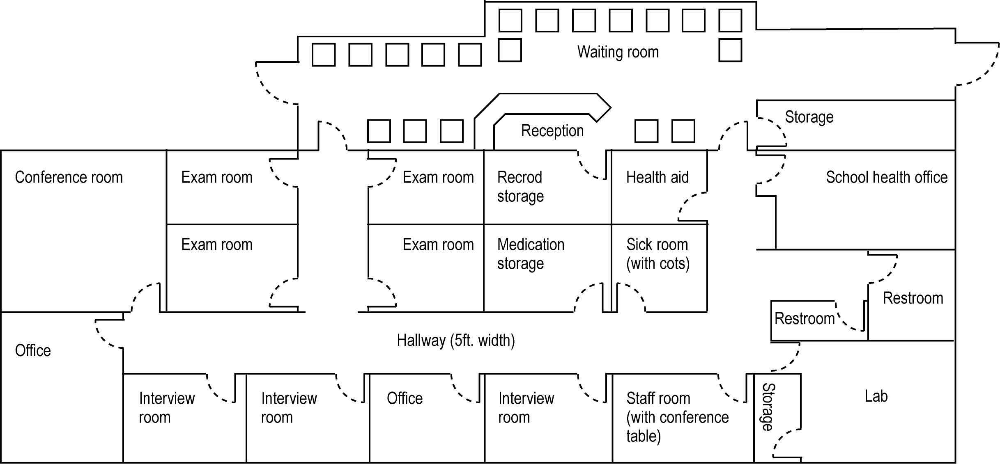 Waiting room
Storage
Reception
Conference room
Exam room
Exam room
Recrod
storage
Health aid
School health office
Exam room
Exam room
Medication
storage
Sick room
(with cots)
Restroom
Restroom
Hallway (5ft. width)
Office
Interview
room
Interview
room
Office
Interview
room
Staff room
(with conference
table)
Storage
Lab